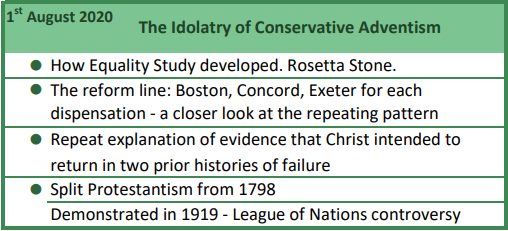 1st August 2020
The Idolatry of Conservative Adventism
● How Equality Study developed. Rosetta Stone.
● The reform line: Boston, Concord, Exeter for each
dispensation - a closer look at the repeating pattern
● Repeat explanation of evidence that Christ intended to
return in two prior histories of failure
● Split Protestantism from 1798
Demonstrated in 1919 - League of Nations controversy